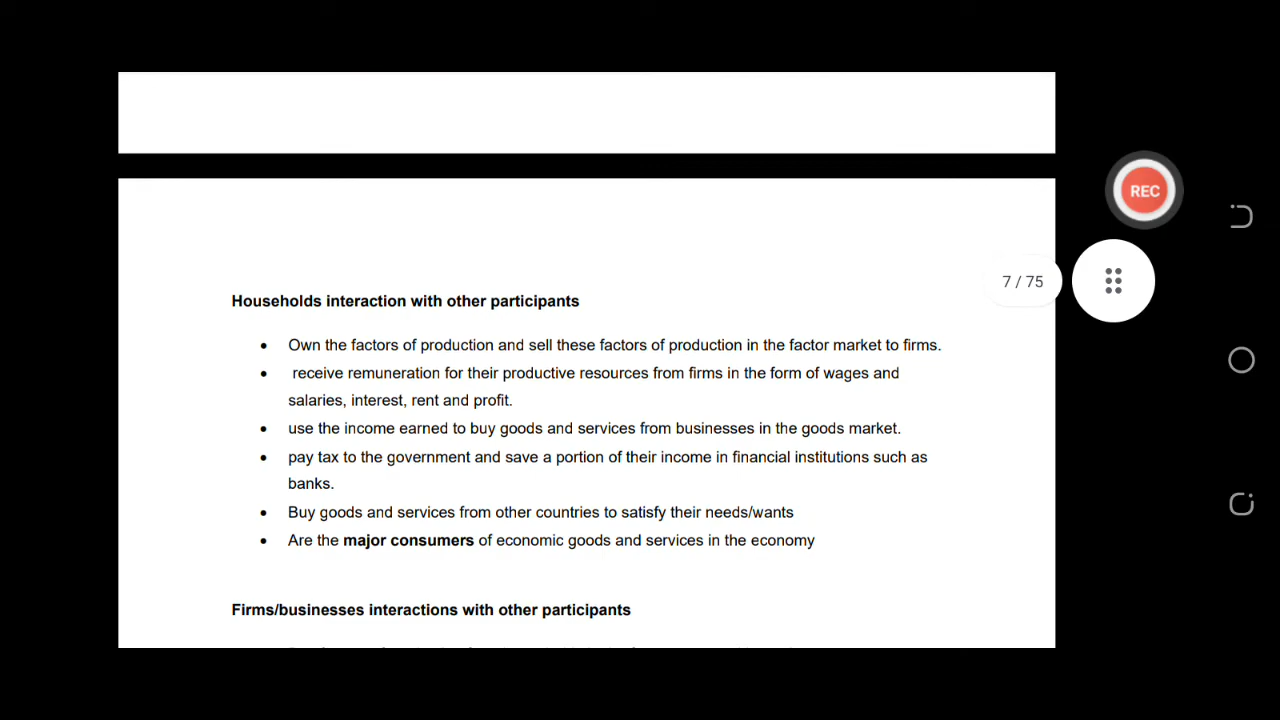 REC
7 / 75
Households interaction with other participants
• Own the factors of production and sell these factors of production in the factor market to firms.
• receive remuneration for their productive resources from firms in the form of wages and
salaries, interest, rent and profit.
• use the income earned to buy goods and services from businesses in the goods market.
• pay tax to the government and save a portion of their income in financial institutions such as
banks.
• Buy goods and services from other countries to satisfy their needs/wants
• Are the major consumers of economic goods and services in the economy
Firms/businesses interactions with other participants